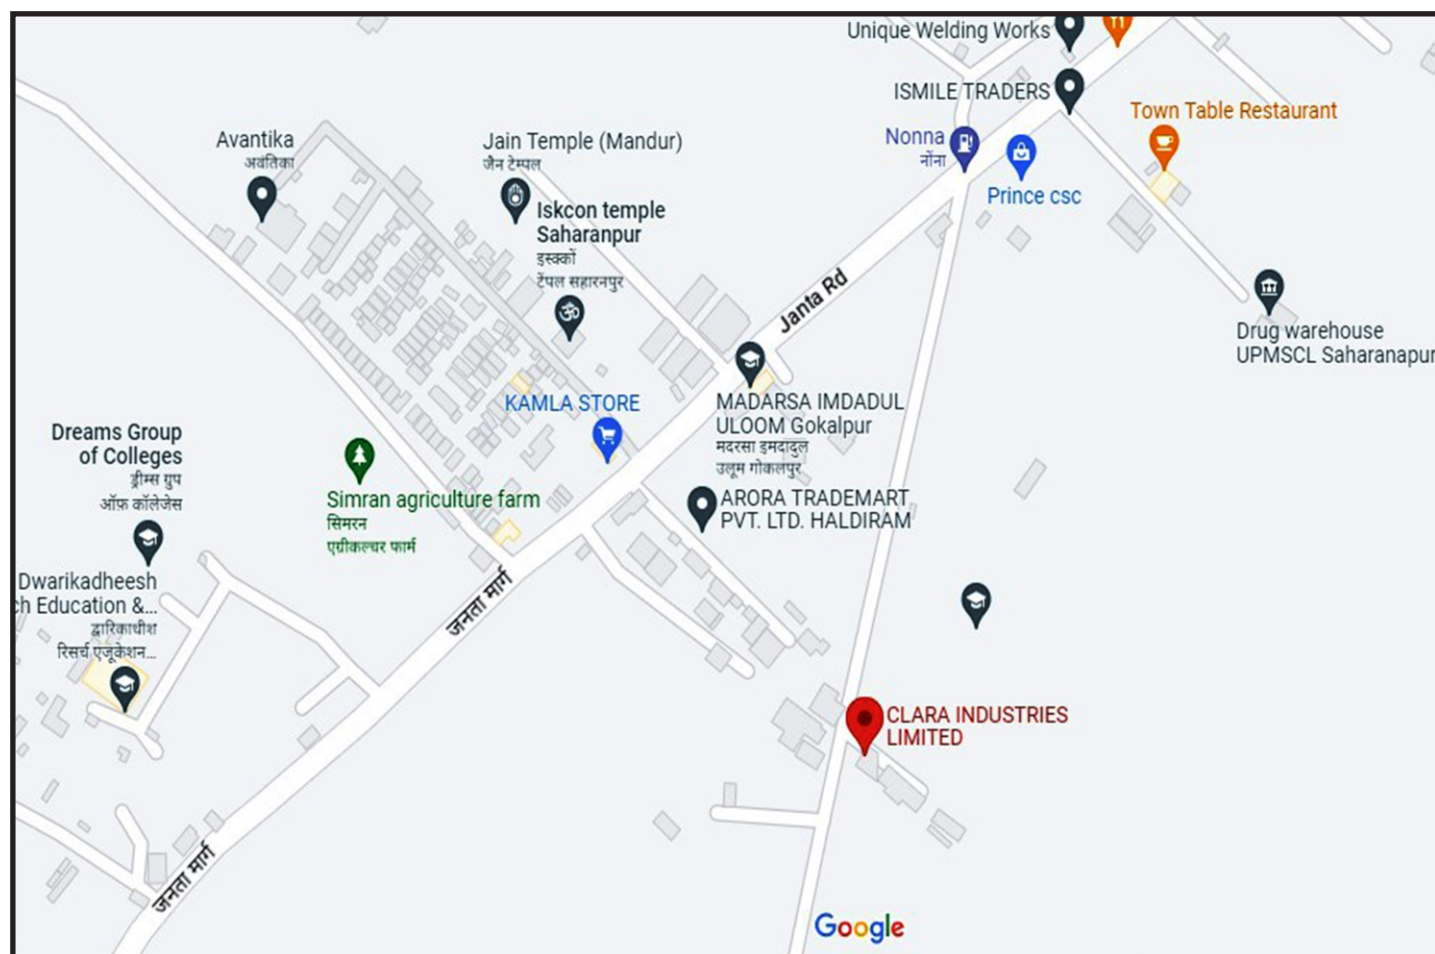 Unique Welding Works
ISMILE TRADERS
Town Table Restaurant
Avantika
अवंतिका
Jain Temple (Mandur)
जैन टेम्पल
Nonna
नोंना
Prince csc
Iskcon temple
Saharanpur
इस्क्कों
टेंपल सहारनपुर
Janta Rd
Drug warehouse
UPMSCL Saharanapur
KAMLA STORE
MADARSA IMDADUL
ULOOM Gokalpur
मदरसा इमदादुल
उलूम गोकलपुर
Dreams Group
of Colleges
ड्रीम्स ग्रुप
ऑफ़ कॉलेजेस
Simran agriculture farm
सिमरन
एग्रीकल्चर फार्म
ARORA TRADEMART
PVT. LTD. HALDIRAM
Dwarikadheesh
ch Education &...
द्वारिकाधीश
रिसर्च एजूकेशन...
जनता मार्ग
CLARA INDUSTRIES
LIMITED
जनता मार्ग
Google